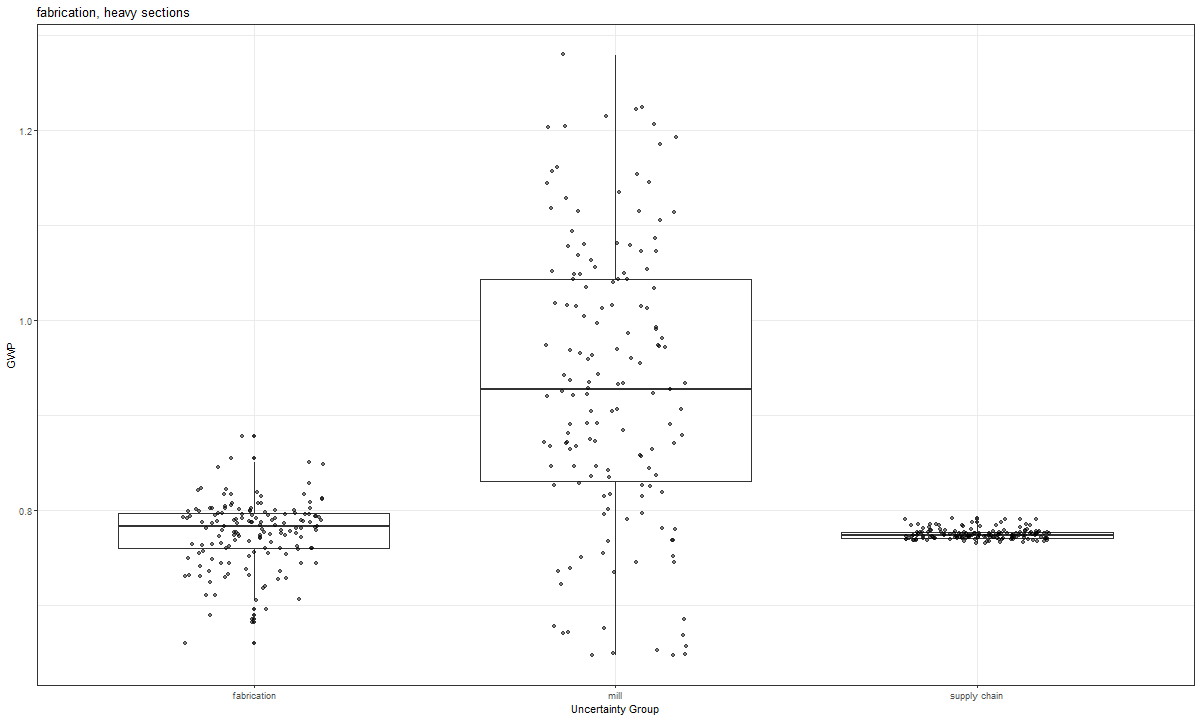 fabrication, heavy sections
GWP
1.2
1.0
0.8
fabrication
mill
supply chain
Uncertainty Group